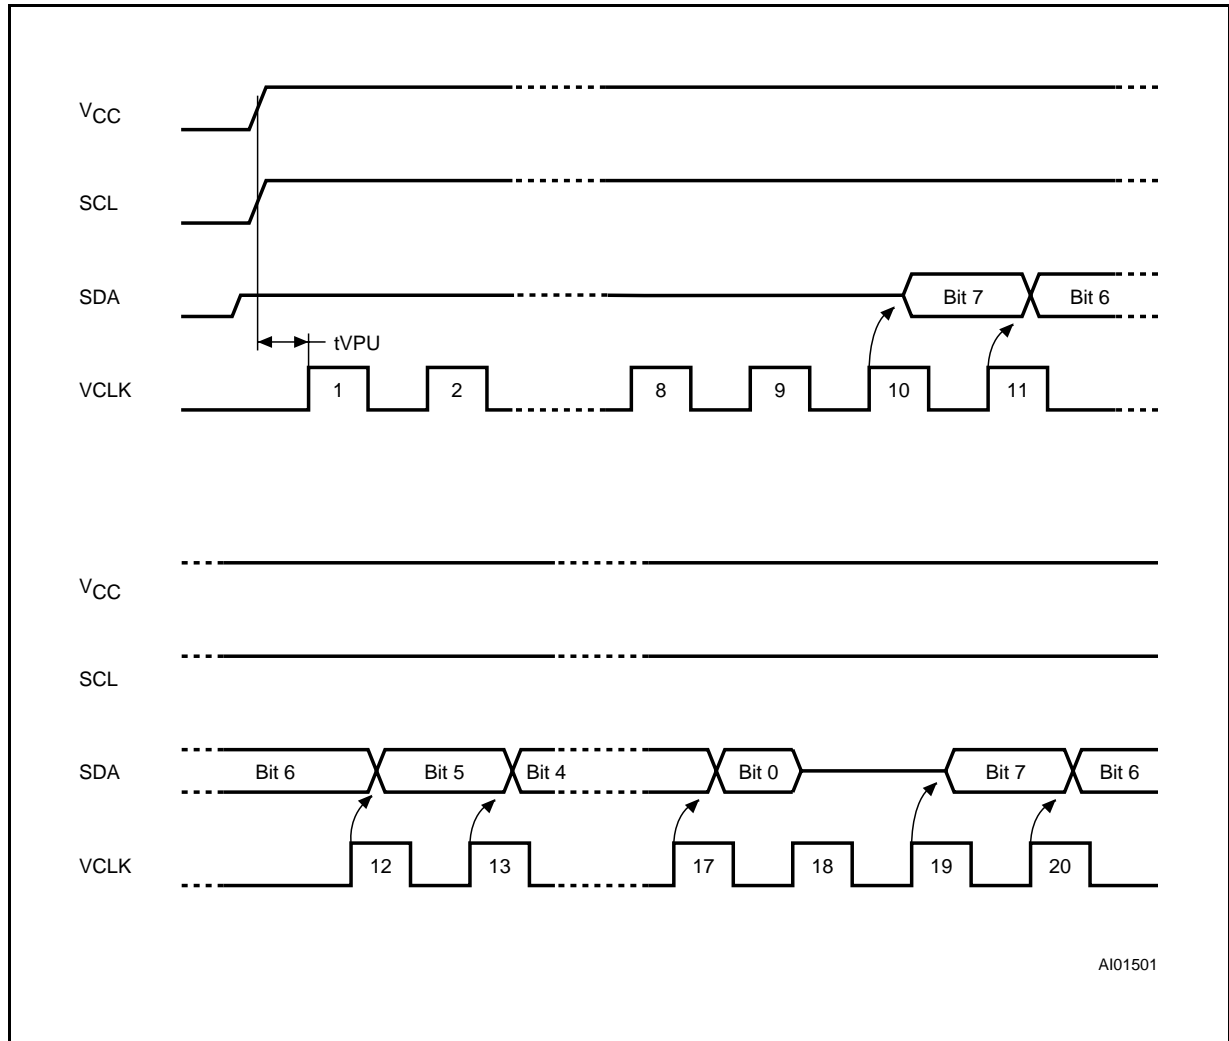 VCC
SCL
SDA Bit 7 Bit 6
tVPU
VCLK 1 2 8 9 10 11
VCC
SCL
SDA Bit 6 Bit 5 Bit 4 Bit 0 Bit 7 Bit 6
VCLK 12 13 17 18 19 20
AI01501